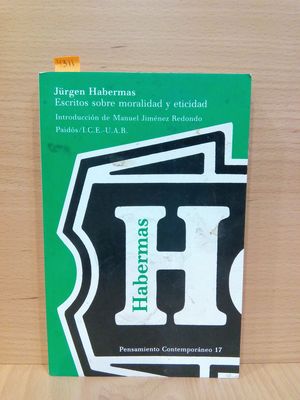 Jürgen Habermas
Escritos sobre moralidad y eticidad
Introducción de Manuel Jiménez Redondo
Paidós/I.C.E.-U.A.B.
Habermas
H
Pensamiento Contemporáneo 17